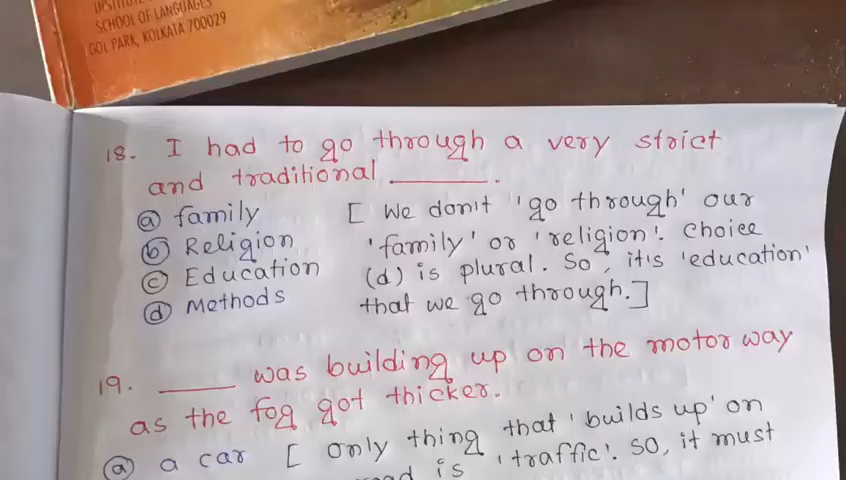 SCHOOL OF LANGUAGES
GOL PARK, KOLKATA 700029
18. I had to go through a very strict
and traditional ______.
(a) family [ We don't 'go through' our
(b) Religion 'family' or 'religion'. Choice
(c) Education (d) is plural. So, it's 'education'
(d) Methods that we go through.]
19. _____ was building up on the motor way
as the fog got thicker.
(a) a car [ only thing that 'builds up' on
is 'traffic'. SO, it must